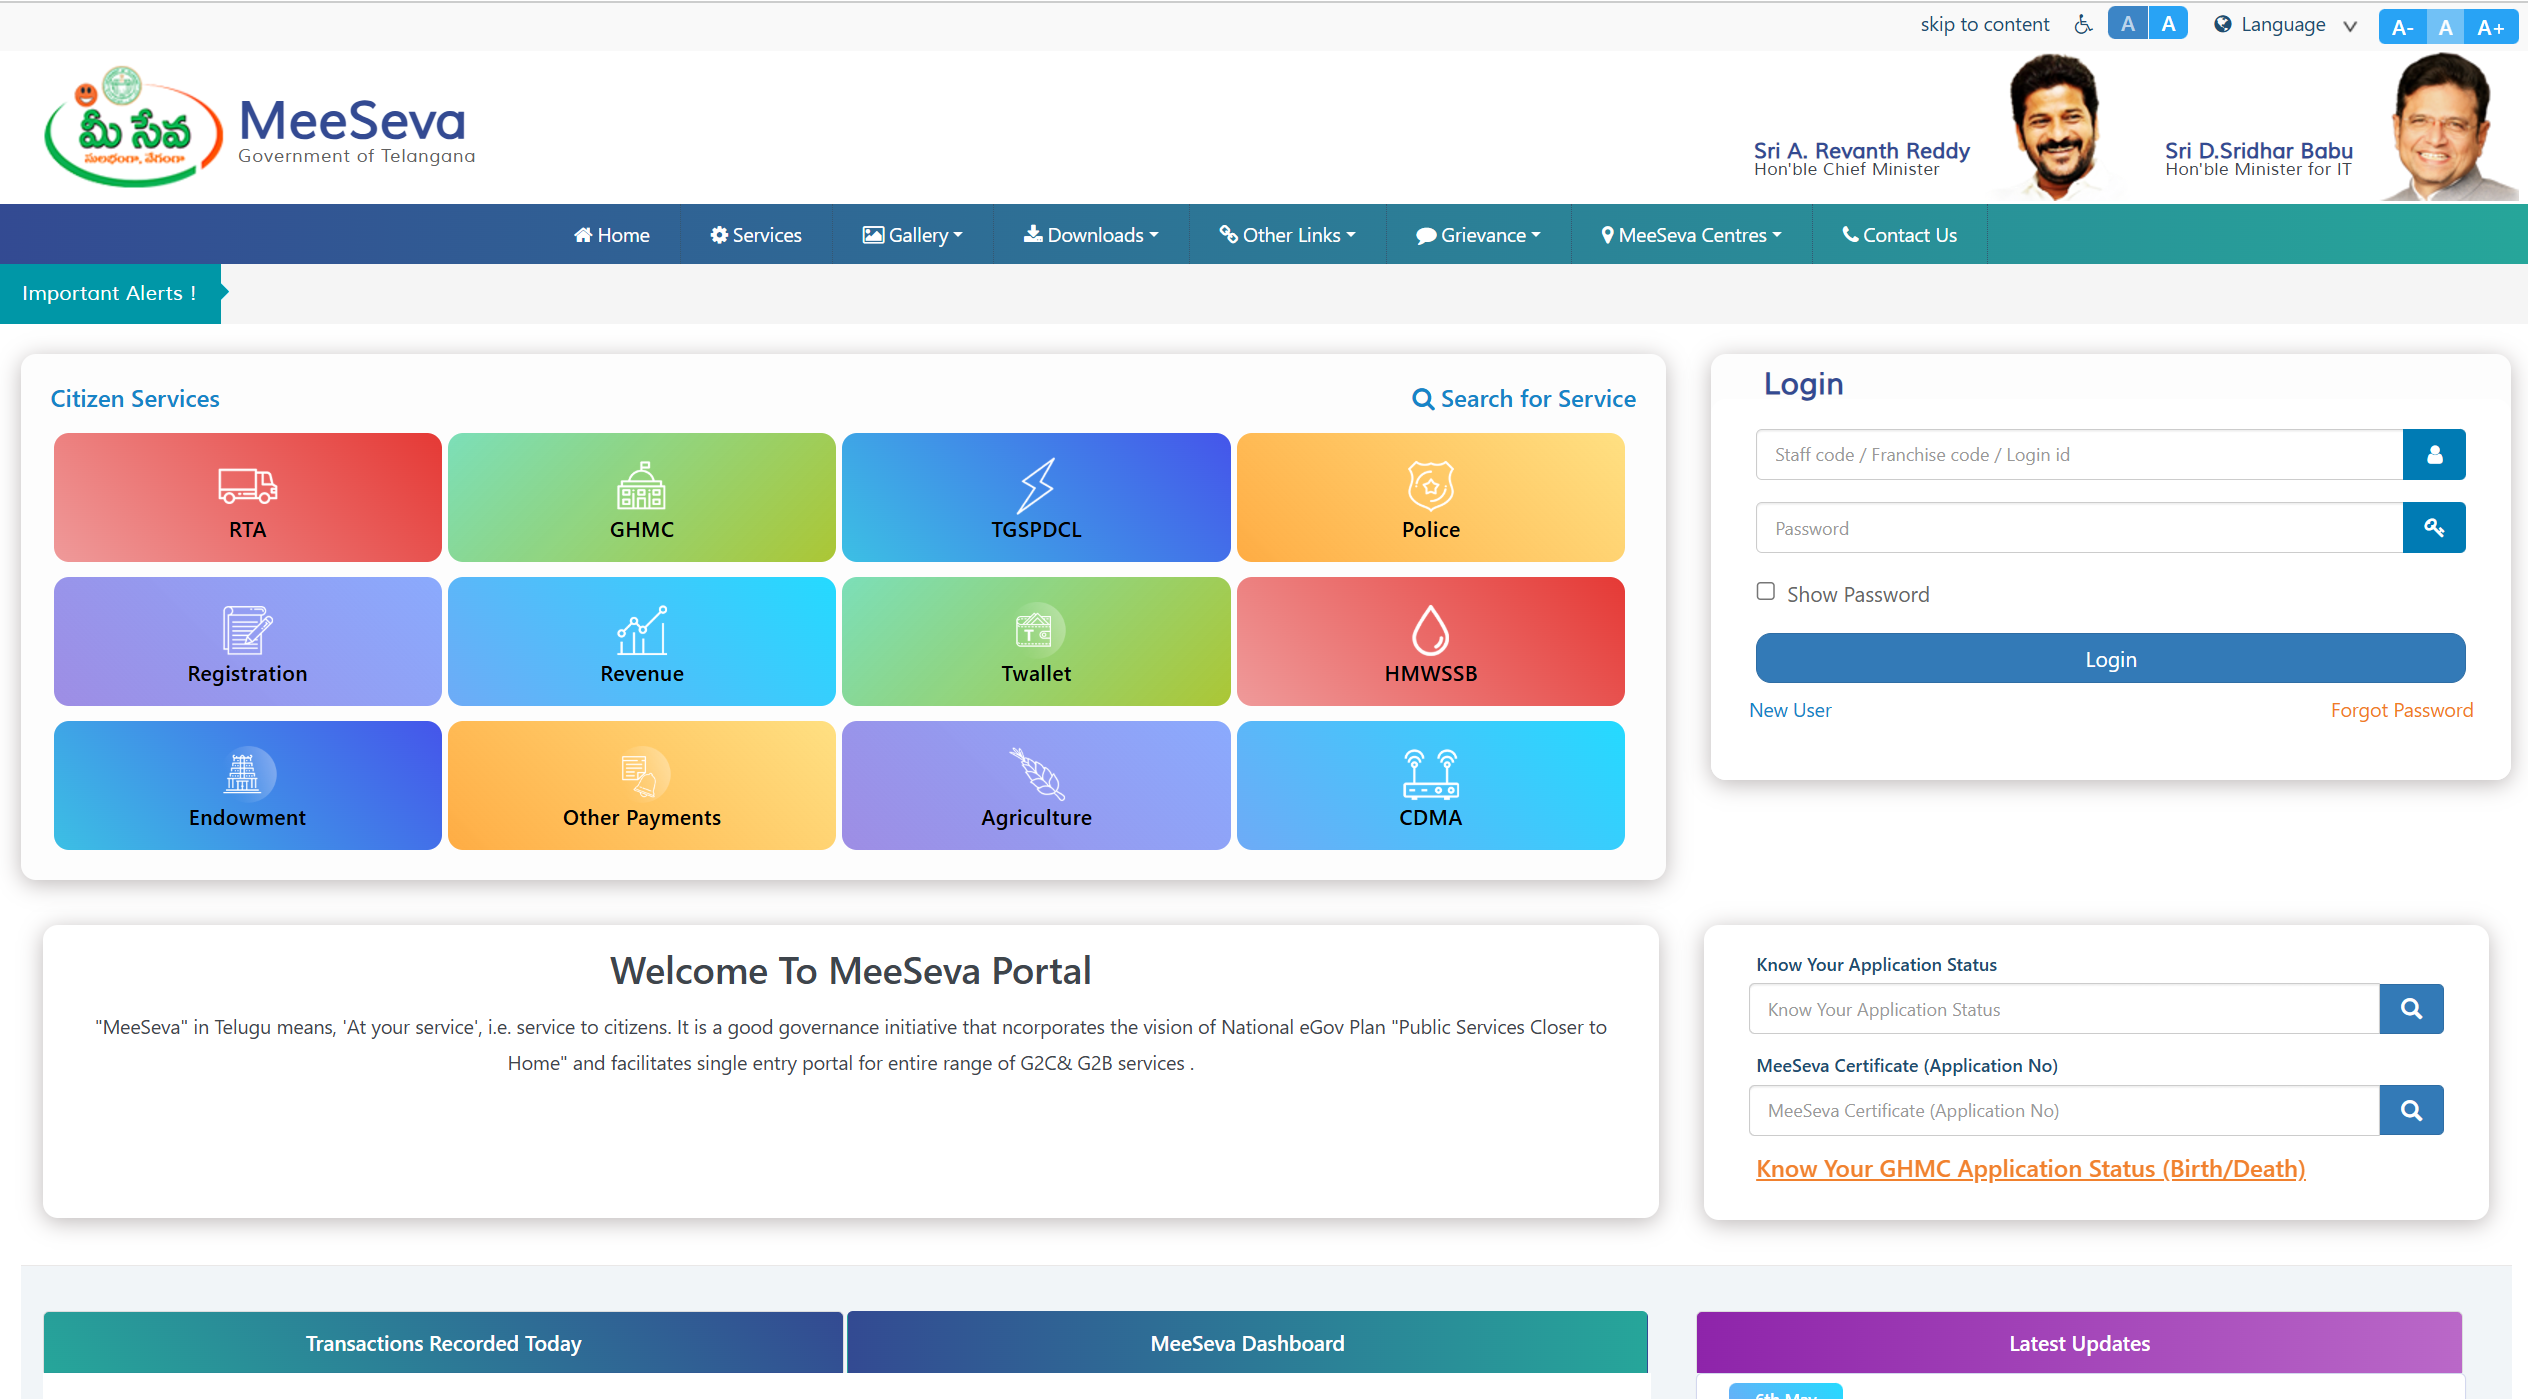 skip to content
A A
Language
A- A A+
మీ సేవ
సులభంగా, వేగంగా
MeeSeva
Government of Telangana
Sri A. Revanth Reddy
Hon'ble Chief Minister
Sri D.Sridhar Babu
Hon'ble Minister for IT
Home
Services
Gallery
Downloads
Other Links
Grievance
MeeSeva Centres
Contact Us
Important Alerts !
Citizen Services
Search for Service
RTA
GHMC
TGSPDCL
Police
Registration
Revenue
T
Twallet
HMWSSB
Endowment
Other Payments
Agriculture
CDMA
Login
Staff code / Franchise code / Login id
Password
Show Password
Login
New User
Forgot Password
Welcome To MeeSeva Portal
"MeeSeva" in Telugu means, 'At your service', i.e. service to citizens. It is a good governance initiative that ncorporates the vision of National eGov Plan "Public Services Closer to
Home" and facilitates single entry portal for entire range of G2C& G2B services .
Know Your Application Status
Know Your Application Status
MeeSeva Certificate (Application No)
MeeSeva Certificate (Application No)
Know Your GHMC Application Status (Birth/Death)
Transactions Recorded Today
MeeSeva Dashboard
Latest Updates
6th May